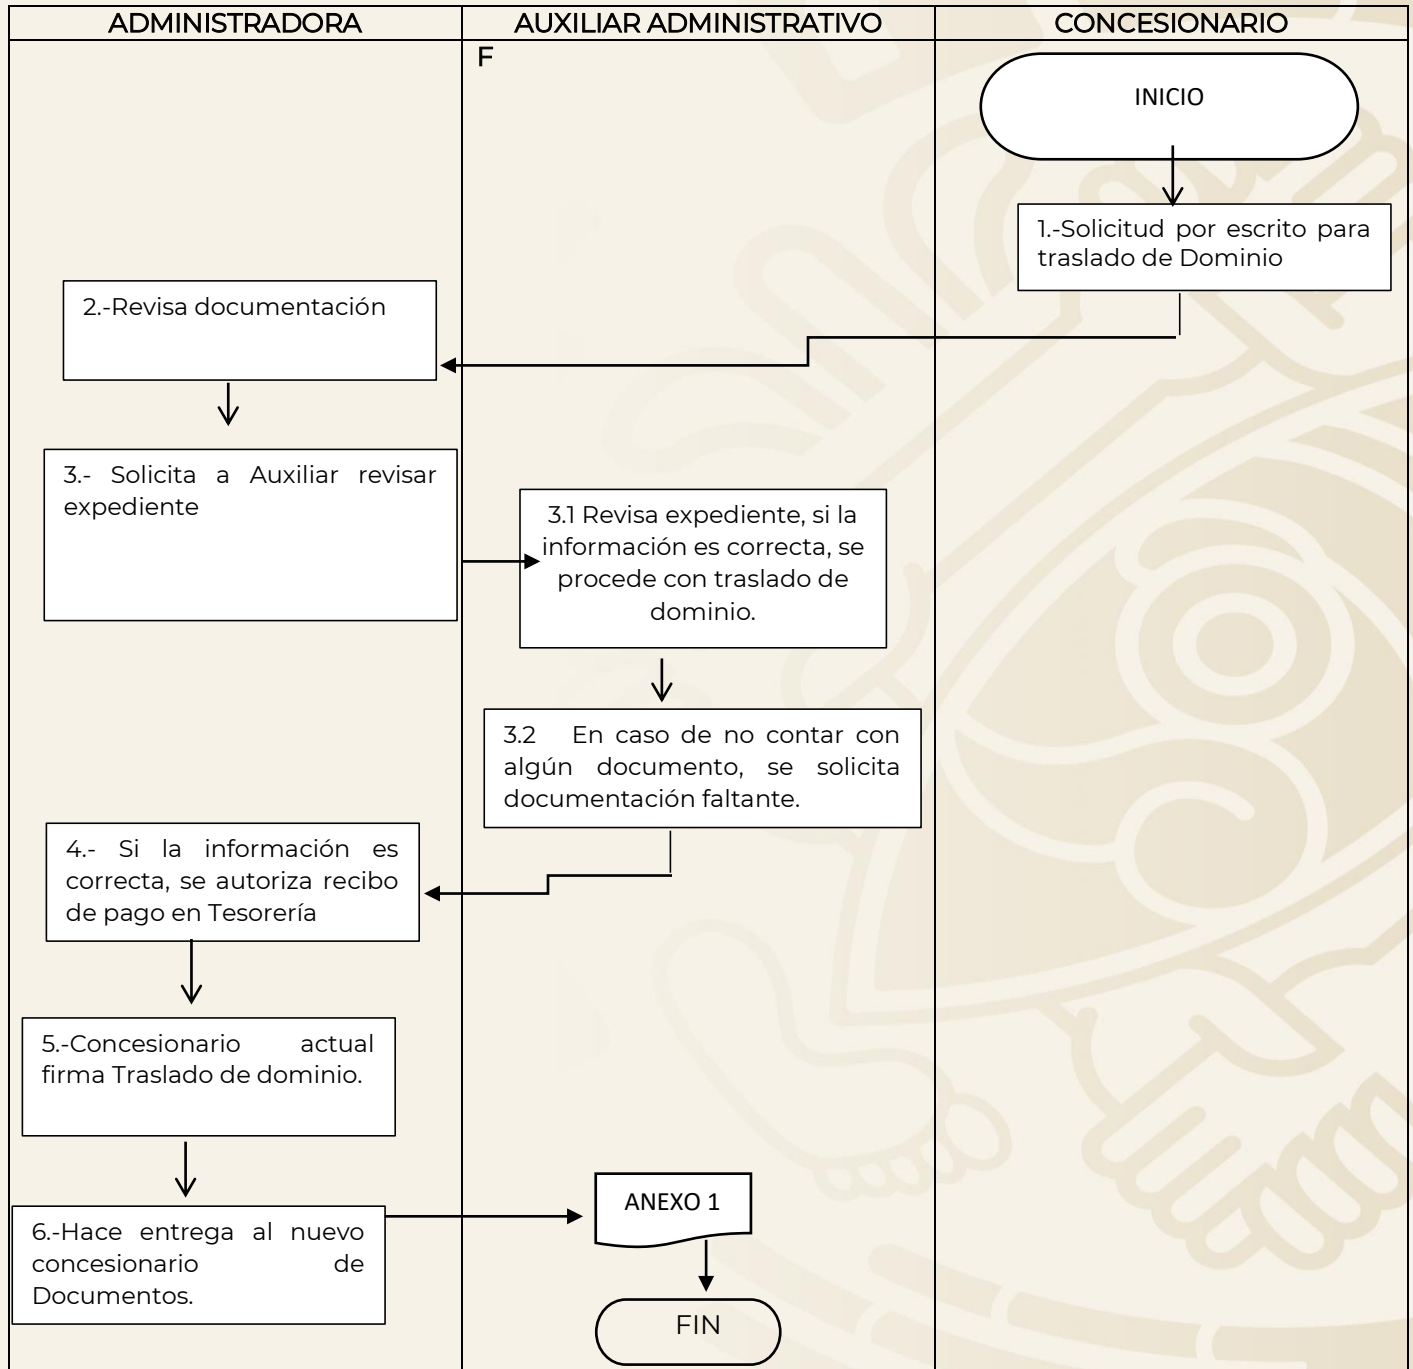 ADMINISTRADORA
AUXILIAR ADMINISTRATIVO
CONCESIONARIO
F
INICIO
1.-Solicitud por escrito para
traslado de Dominio
2.-Revisa documentación
3.- Solicita a Auxiliar revisar
expediente
3.1 Revisa expediente, si la
información es correcta, se
procede con traslado de
dominio.
3.2 En caso de no contar con
algún documento, se solicita
documentación faltante.
4.- Si la información es
correcta, se autoriza recibo
de pago en Tesorería
5.-Concesionario actual
firma Traslado de dominio.
6.-Hace entrega al nuevo
concesionario de
Documentos.
ANEXO 1
FIN